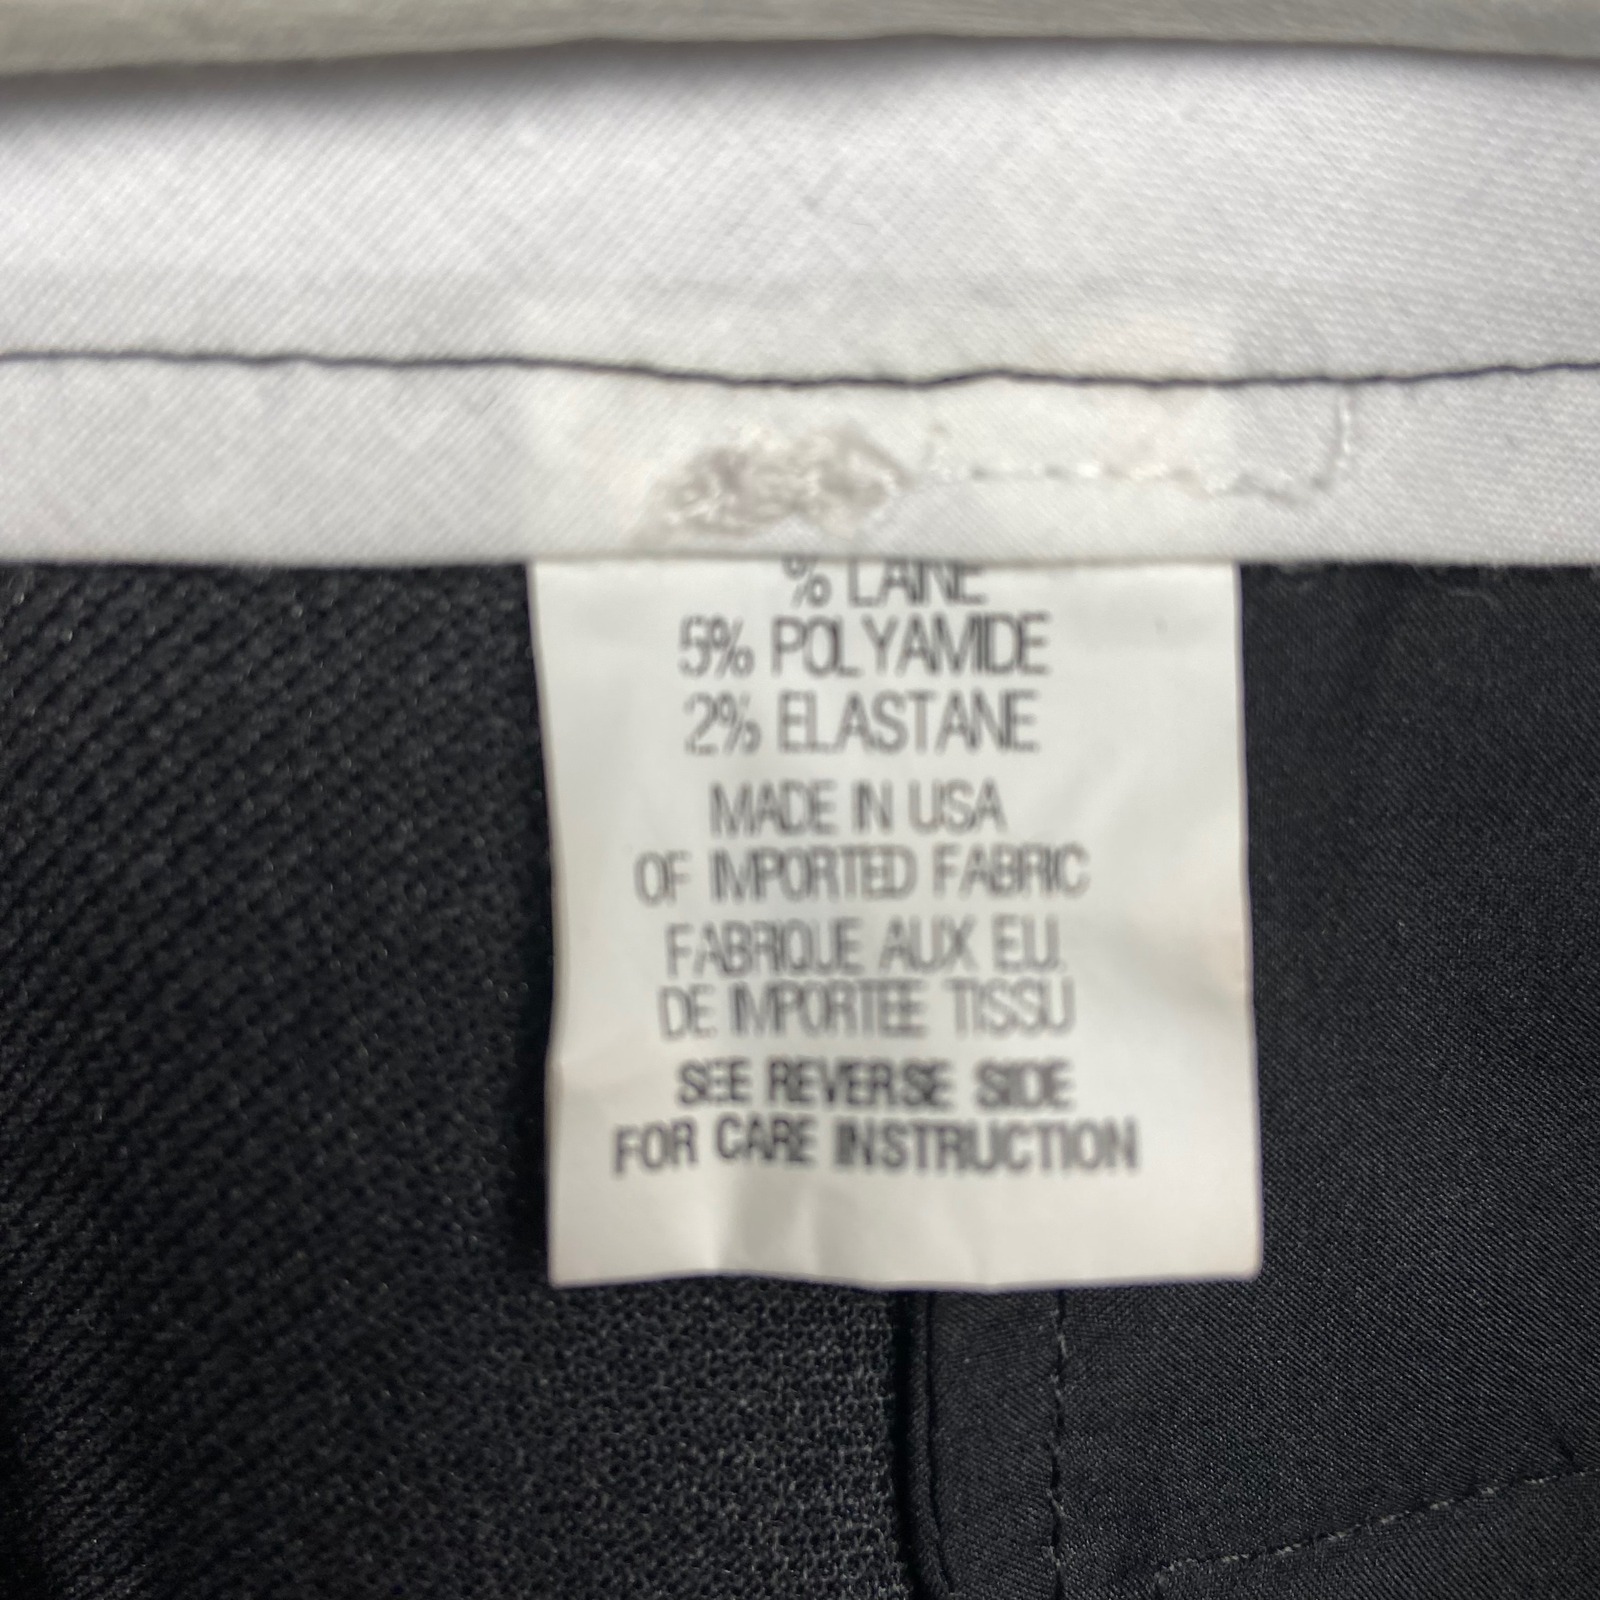 % LAINE
5% POLYAMIDE
2% ELASTANE
MADE IN USA
OF IMPORTED FABRIC
FABRIQUE AUX E.U.
DE IMPORTEE TISSU
SEE REVERSE SIDE
FOR CARE INSTRUCTION